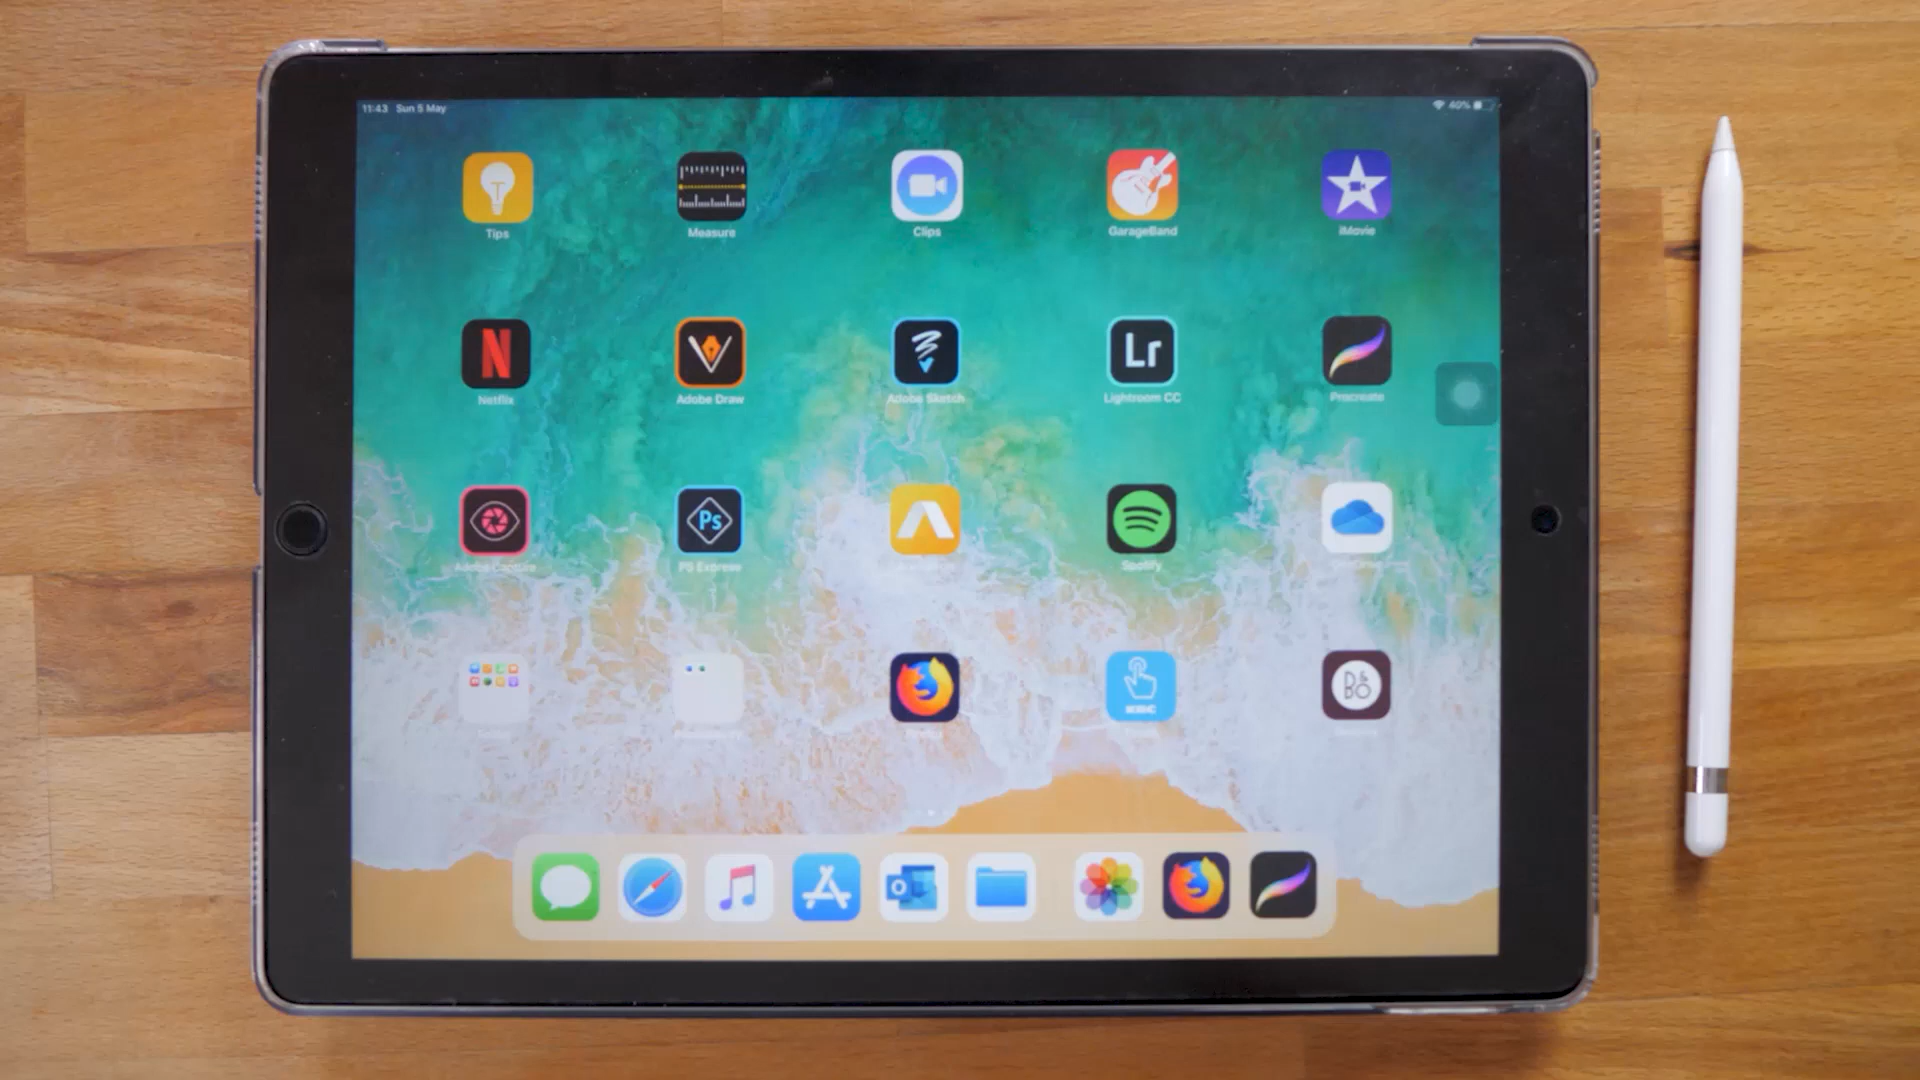 11:43 Sun 5 May
40%
Tips
Measure
Clips
GarageBand
iMovie
Netflix
Adobe Draw
Adobe Sketch
Lr
Lightroom CC
Procreate
Adobe Capture
Ps
PS Express
Spotify
B&O